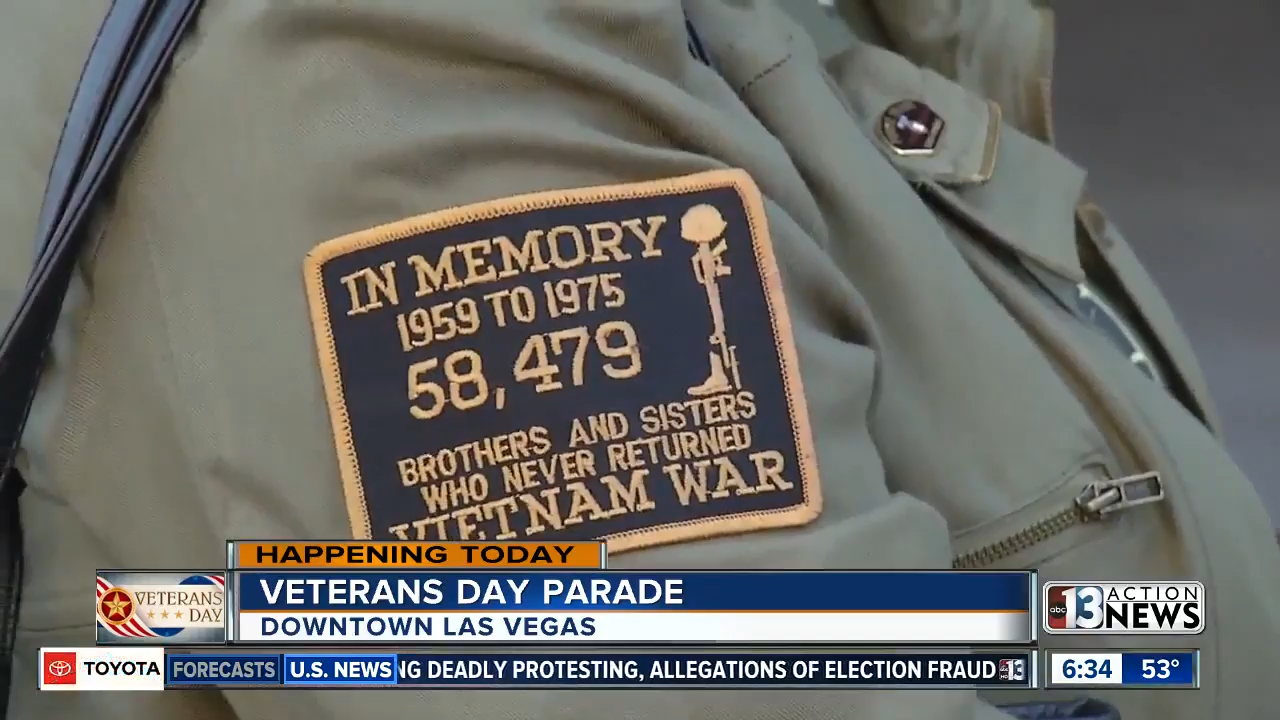 IN MEMORY
1959 TO 1975
58,479
BROTHERS AND SISTERS
WHO NEVER RETURNED
VIETNAM WAR
HAPPENING TODAY
VETERANS DAY
VETERANS DAY PARADE
DOWNTOWN LAS VEGAS
abc 13 ACTION NEWS
TOYOTA FORECASTS U.S. NEWS NG DEADLY PROTESTING, ALLEGATIONS OF ELECTION FRAUD 13
6:34 53°